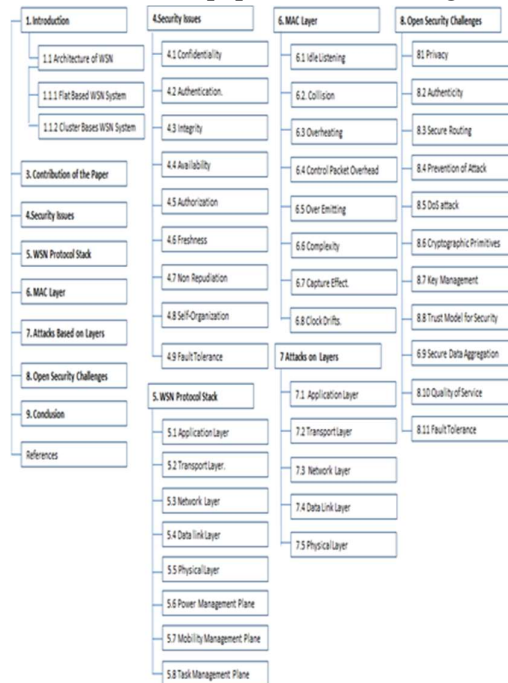 1. Introduction
1.1 Architecture of WSN
1.1.1 Flat Based WSN System
1.1.2 Cluster Bases WSN System
3. Contribution of the Paper
4.Security Issues
5. WSN Protocol Stack
6. MAC Layer
7. Attacks Based on Layers
8. Open Security Challenges
9. Conclusion
References
4.Security Issues
4.1 Confidentiality
4.2 Authentication.
4.3 Integrity
4.4 Availability
4.5 Authorization
4.6 Freshness
4.7 Non Repudiation
4.8 Self-Organization
4.9 Fault Tolerance
5. WSN Protocol Stack
5.1 Application Layer
5.2 Transport Layer.
5.3 Network Layer
5.4 Data link Layer
5.5 Physical Layer
5.6 Power Management Plane
5.7 Mobility Management Plane
5.8 Task Management Plane
6. MAC Layer
6.1 Idle Listening
6.2. Collision
6.3 Overheating
6.4 Control Packet Overhead
6.5 Over Emitting
6.6 Complexity
6.7 Capture Effect.
6.8 Clock Drifts.
7 Attacks on Layers
7.1 Application Layer
7.2 Transport Layer
7.3 Network Layer
7.4 Data Link Layer
7.5 Physical Layer
8. Open Security Challenges
81 Privacy
8.2 Authenticity
8.3 Secure Routing
8.4 Prevention of Attack
8.5 DoS attack
8.6 Cryptographic Primitives
8.7 Key Management
8.8 Trust Model for Security
6.9 Secure Data Aggregation
8.10 Quality of Service
8.11 Fault Tolerance